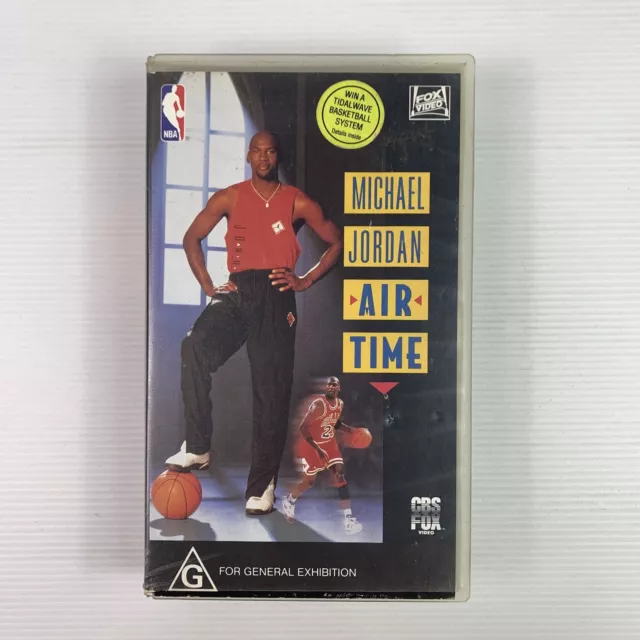 NBA
WIN A
TIDALWAVE
BASKETBALL
SYSTEM
Details inside
FOX
VIDEO
MICHAEL
JORDAN
AIR
TIME
CBS
FOX
VIDEO
G
FOR GENERAL EXHIBITION